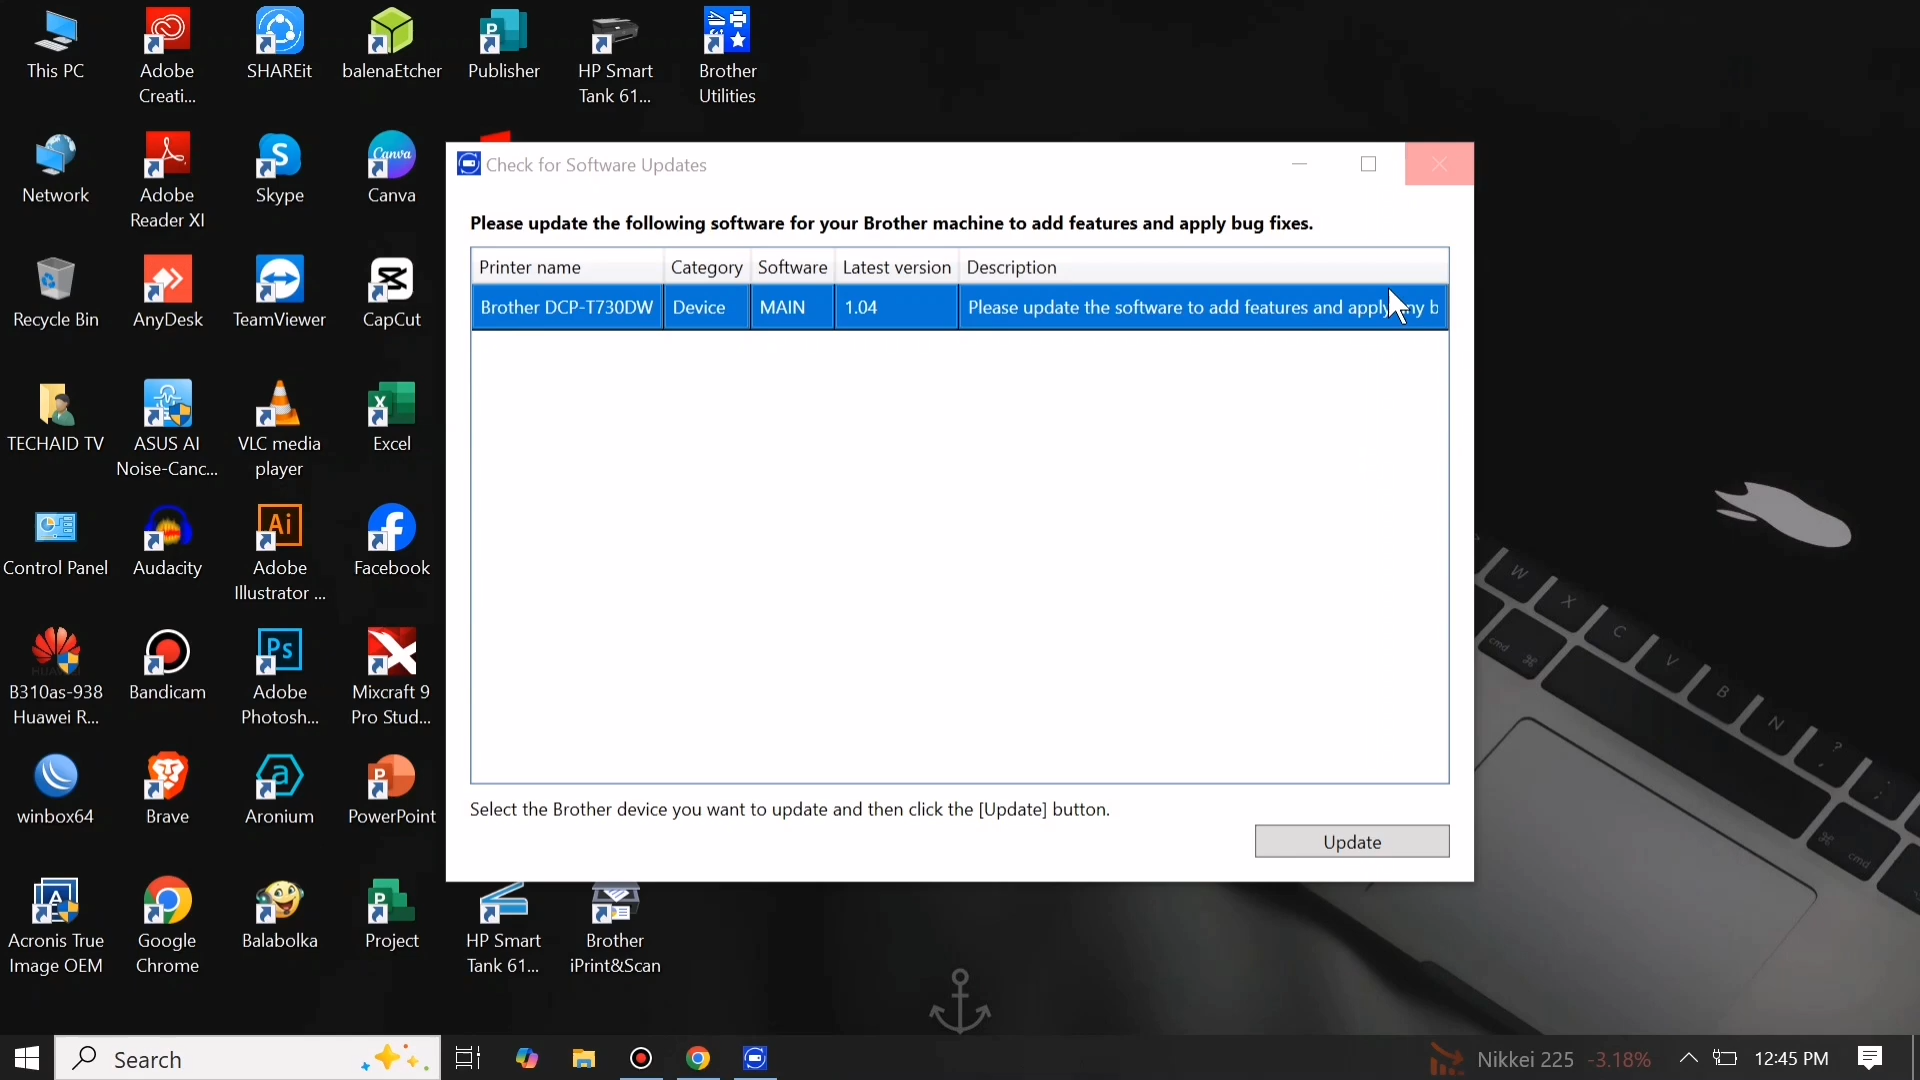 This PC
Adobe
Creati...
SHAREit
balenaEtcher
Publisher
HP Smart
Tank 61...
Brother
Utilities
Network
Adobe
Reader XI
Skype
Canva
Canva
Recycle Bin
AnyDesk
TeamViewer
CapCut
TECHAID TV
ASUS AI
Noise-Canc...
VLC media
player
Excel
Control Panel
Audacity
Adobe
Illustrator ...
Facebook
HUAWEI
B310as-938
Huawei R...
Bandicam
Adobe
Photosh...
Mixcraft 9
Pro Stud...
winbox64
Brave
Aronium
PowerPoint
Acronis True
Image OEM
Google
Chrome
Balabolka
Project
HP Smart
Tank 61...
Brother
iPrint&Scan
Check for Software Updates
Please update the following software for your Brother machine to add features and apply bug fixes.
Printer name Category Software Latest version Description
Brother DCP-T730DW Device MAIN 1.04 Please update the software to add features and apply ny b
Select the Brother device you want to update and then click the [Update] button.
Update
W
X
C
V
B
N
?
cmd ⌘
⌘ cmd
Search
Nikkei 225 -3.18%
12:45 PM